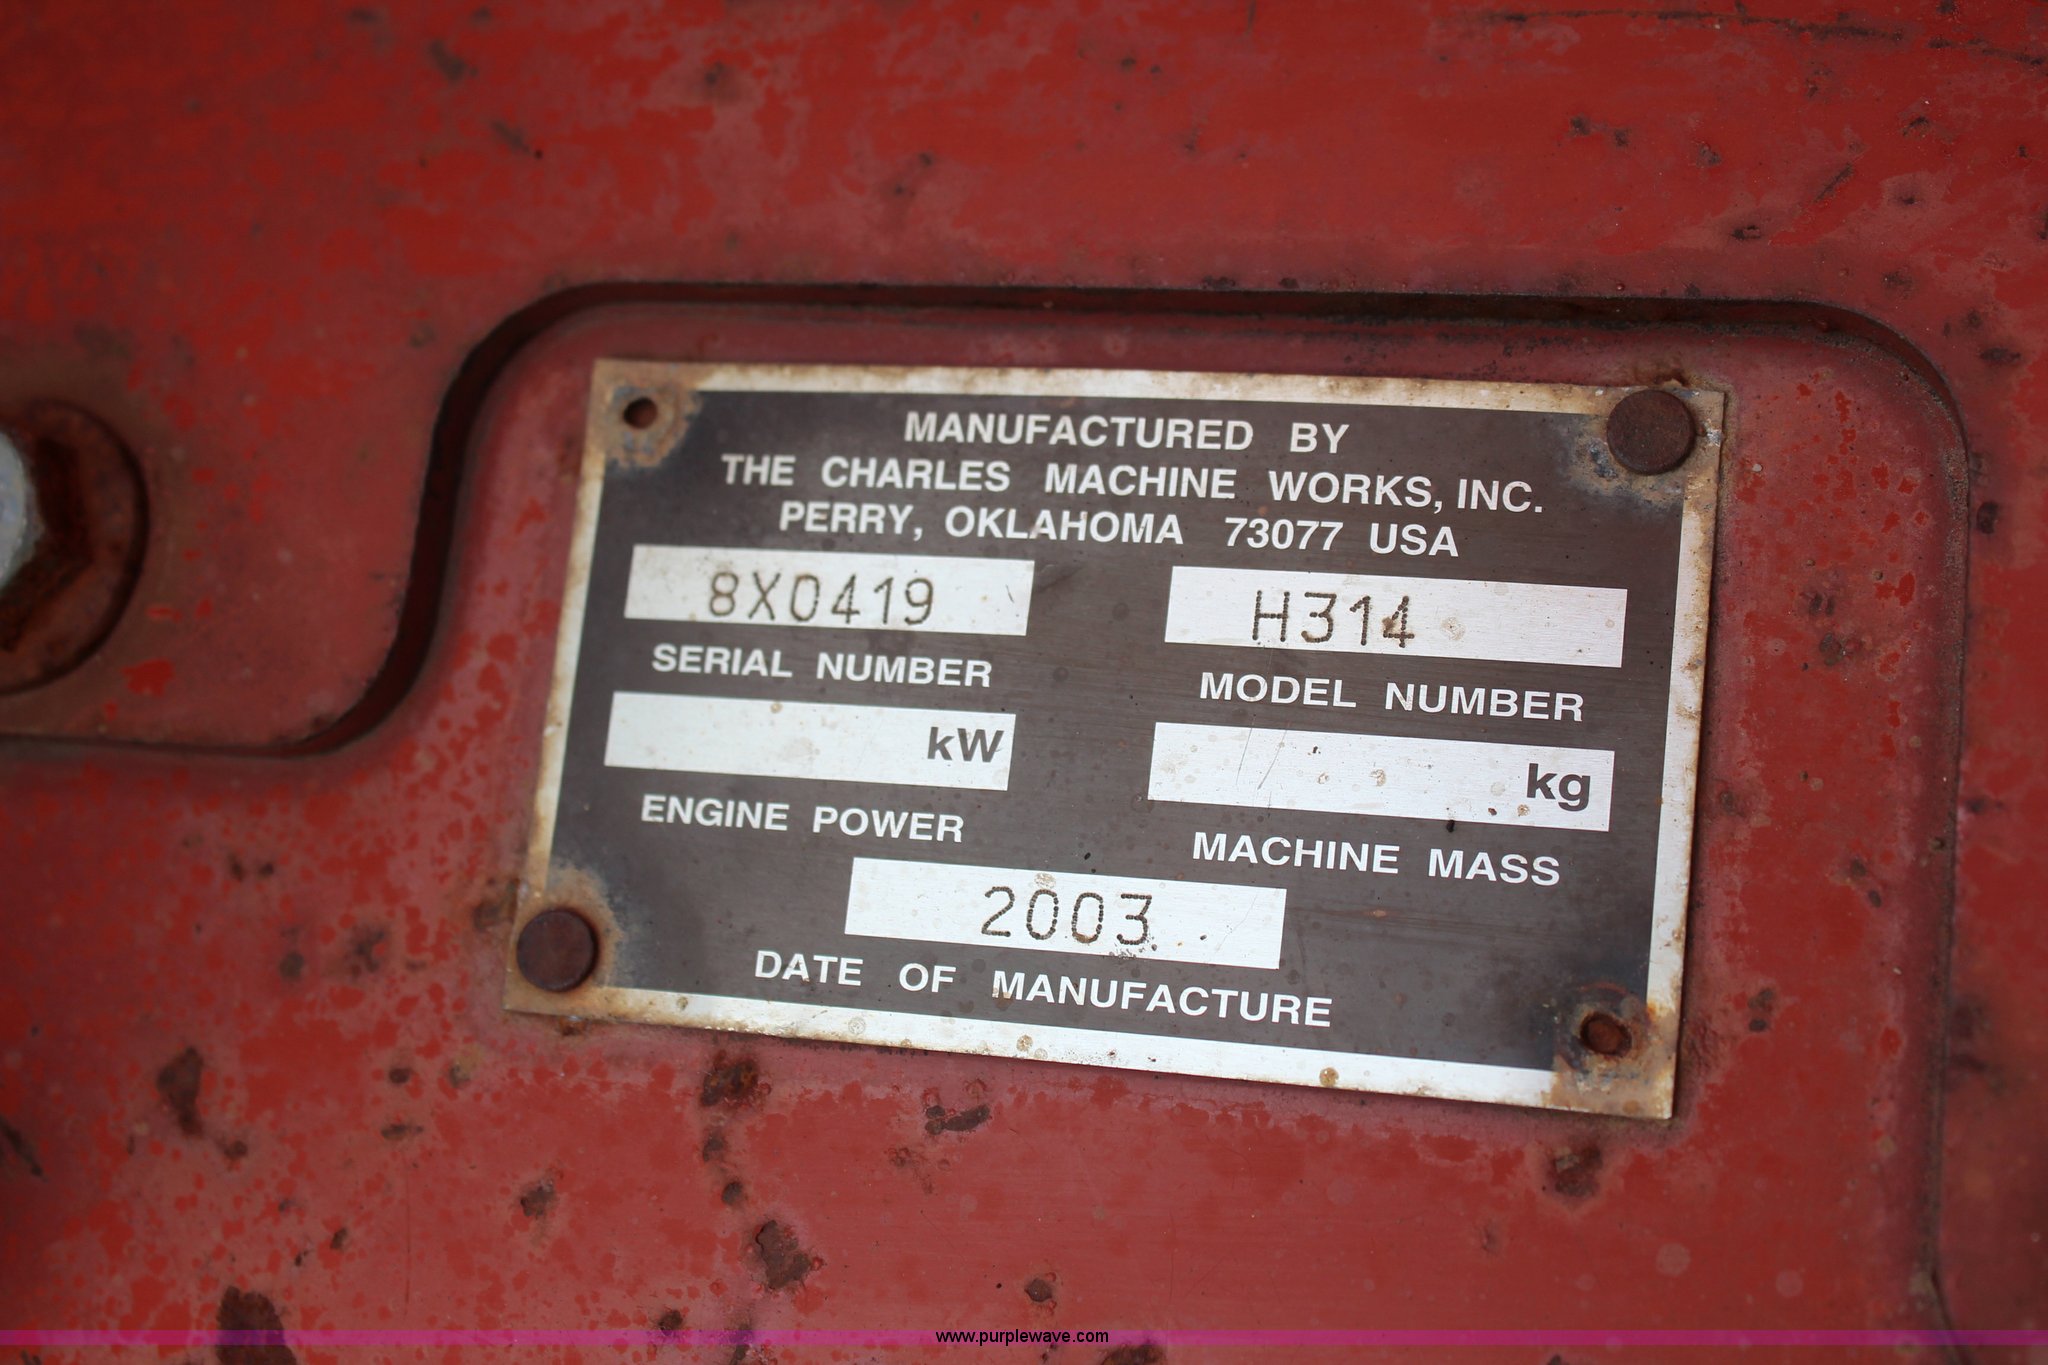 MANUFACTURED BY
THE CHARLES MACHINE WORKS, INC.
PERRY, OKLAHOMA 73077 USA
8X0419 H314
SERIAL NUMBER MODEL NUMBER
kW kg
ENGINE POWER MACHINE MASS
2003
DATE OF MANUFACTURE
www.purplewave.com